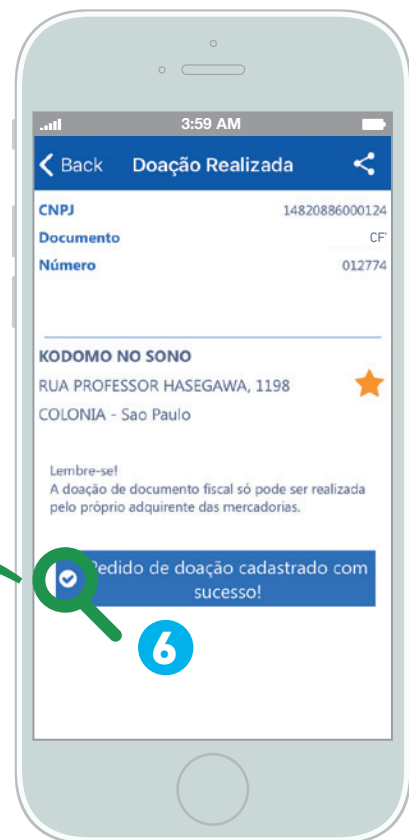 3:59 AM
Back Doação Realizada
CNPJ 14820886000124
Documento CF
Número 012774
KODOMO NO SONO
RUA PROFESSOR HASEGAWA, 1198
COLONIA - Sao Paulo
Lembre-se!
A doação de documento fiscal só pode ser realizada
pelo próprio adquirente das mercadorias.
Pedido de doação cadastrado com
sucesso!
6